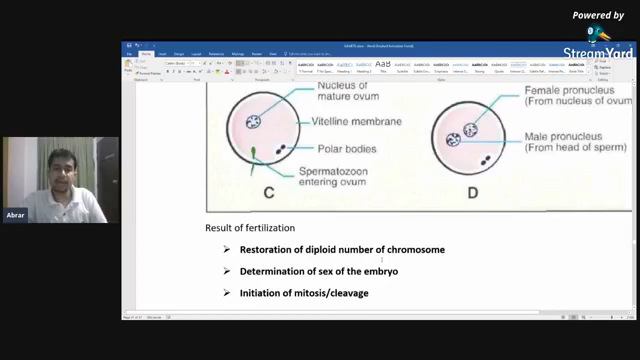 Powered by
StreamYard
Nucleus of
mature ovum
Vitelline membrane
Polar bodies
Spermatozoon
entering ovum
C
Female pronucleus
(From nucleus of ovum
Male pronucleus
(From head of sperm)
D
Result of fertilization
➤ Restoration of diploid number of chromosome
➤ Determination of sex of the embryo
➤ Initiation of mitosis/cleavage
Abrar